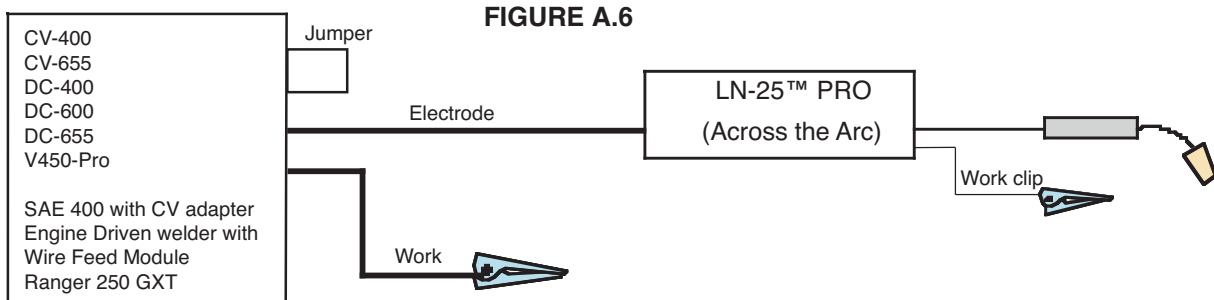 FIGURE A.6
CV-400
CV-655
DC-400
DC-600
DC-655
V450-Pro
SAE 400 with CV adapter
Engine Driven welder with
Wire Feed Module
Ranger 250 GXT
Jumper
Electrode
LN-25™ PRO
(Across the Arc)
Work clip
Work